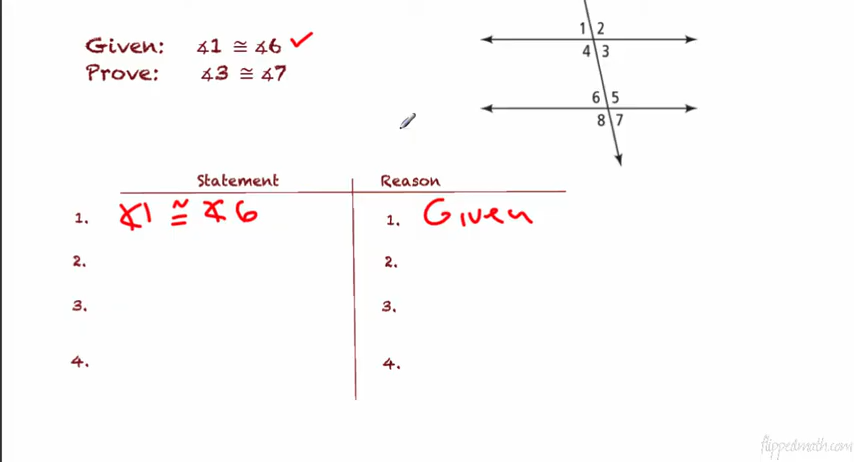 1 2
Given: ∡1 ≅ ∡6 ✓
4 3
Prove: ∡3 ≅ ∡7
6 5
8 7
Statement Reason
1. ∡1 ≅ ∡6 1. Given
2. 2.
3. 3.
4. 4.
flippedmath.com